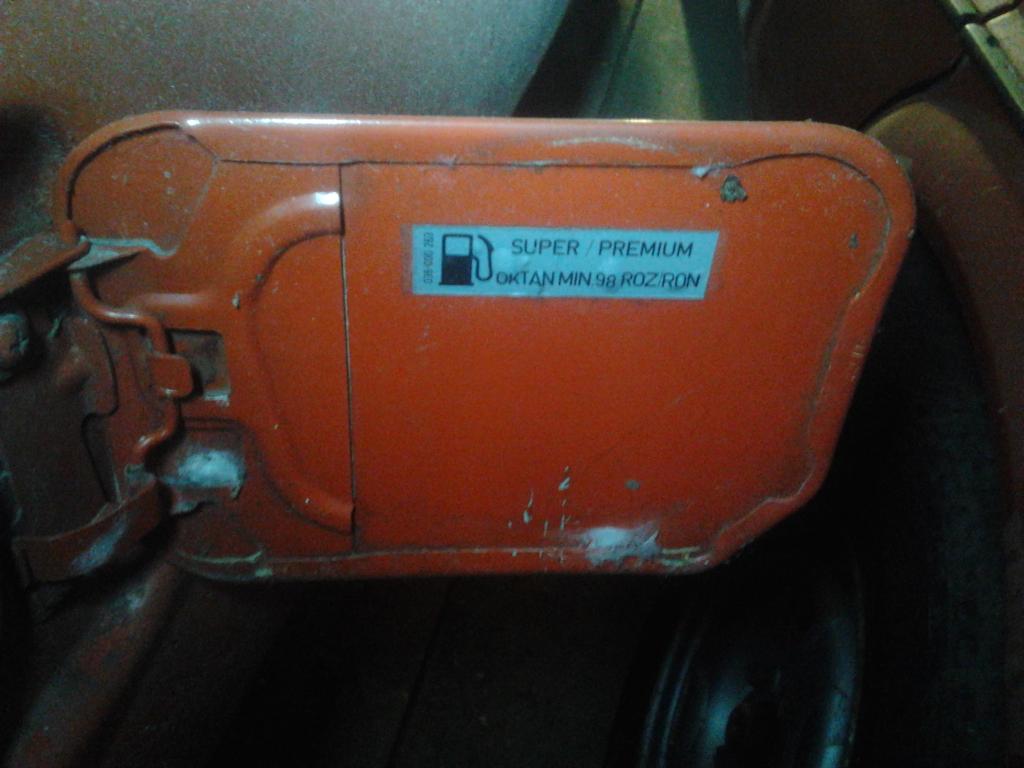 SUPER / PREMIUM
OKTAN MIN.98 ROZ/RON